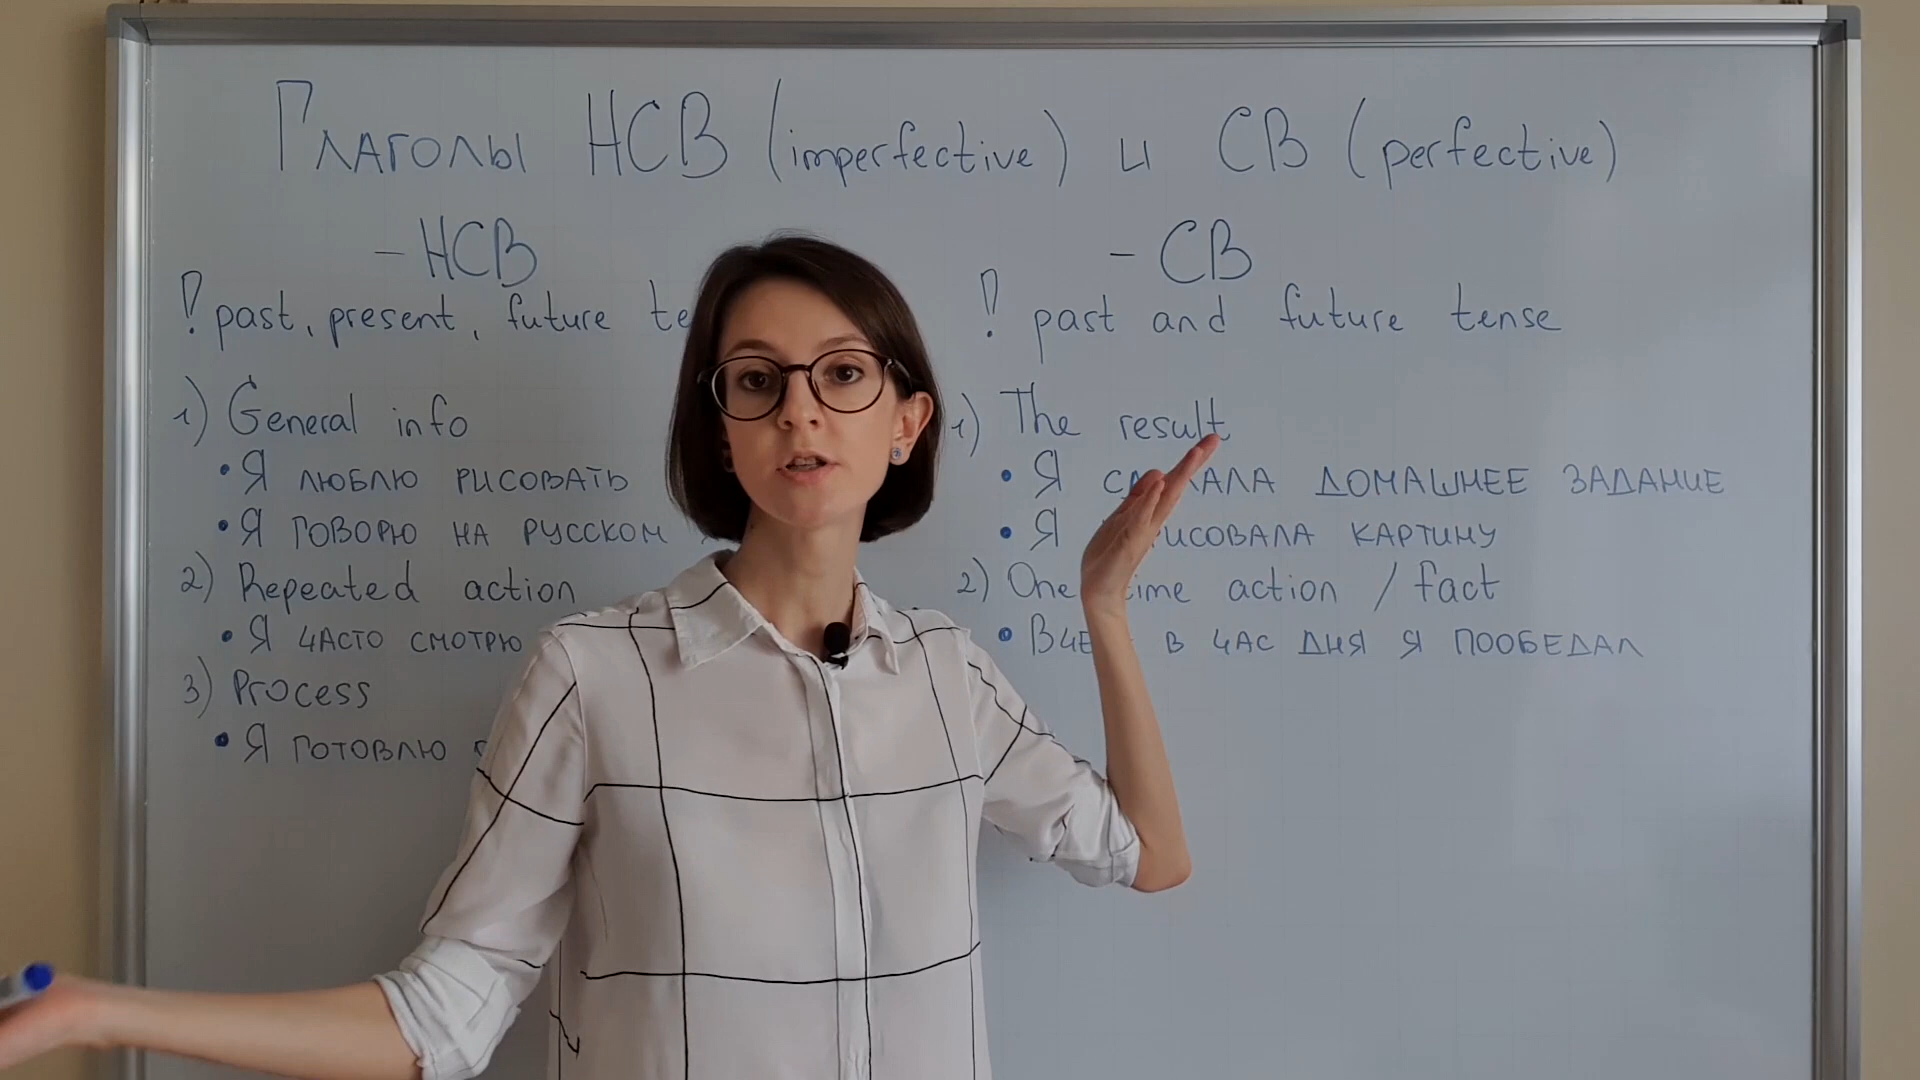 Глаголы НСВ (imperfective) и СВ (perfective)
- НСВ
! past, present, future
1) General info
• Я люблю рисовать
• Я говорю на русском
2) Repeated action
• Я часто смотрю
3) Process
• Я готовлю
- СВ
! past and future tense
1) The result
• Я домашнее задание
• Я картину
2) One action / fact
• в час дня я пообедал